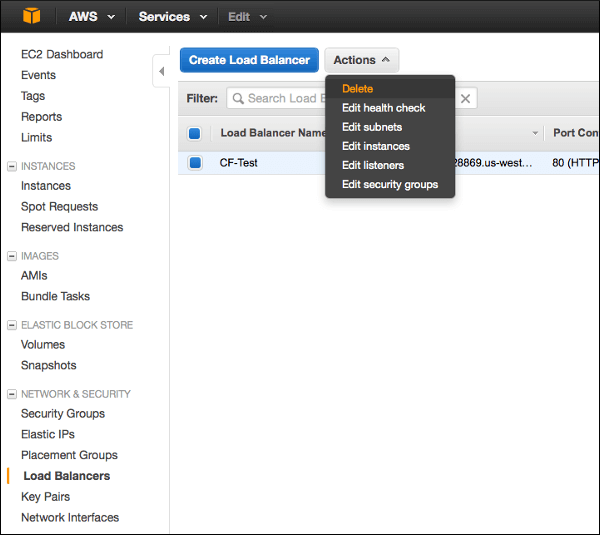 AWS Services Edit
EC2 Dashboard
Events
Tags
Reports
Limits
INSTANCES
Instances
Spot Requests
Reserved Instances
IMAGES
AMIs
Bundle Tasks
ELASTIC BLOCK STORE
Volumes
Snapshots
NETWORK & SECURITY
Security Groups
Elastic IPs
Placement Groups
Load Balancers
Key Pairs
Network Interfaces
Create Load Balancer Actions
Delete
Edit health check
Edit subnets
Edit instances
Edit listeners
Edit security groups
Filter: Search Load
Load Balancer Name Port Con
CF-Test 28869.us-west... 80 (HTTP